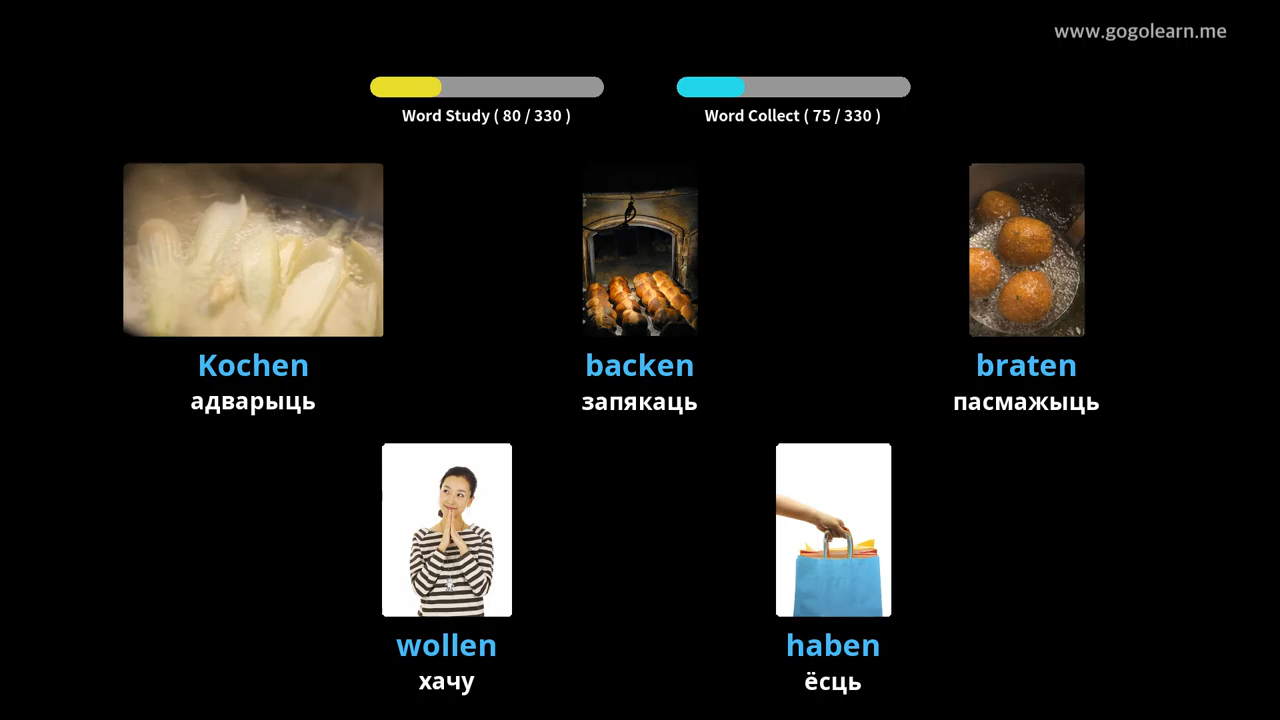 www.gogolearn.me
Word Study ( 80 / 330 )
Word Collect ( 75 / 330 )
Kochen
адварыць
backen
запякаць
braten
пасмажыць
wollen
хачу
haben
ёсць